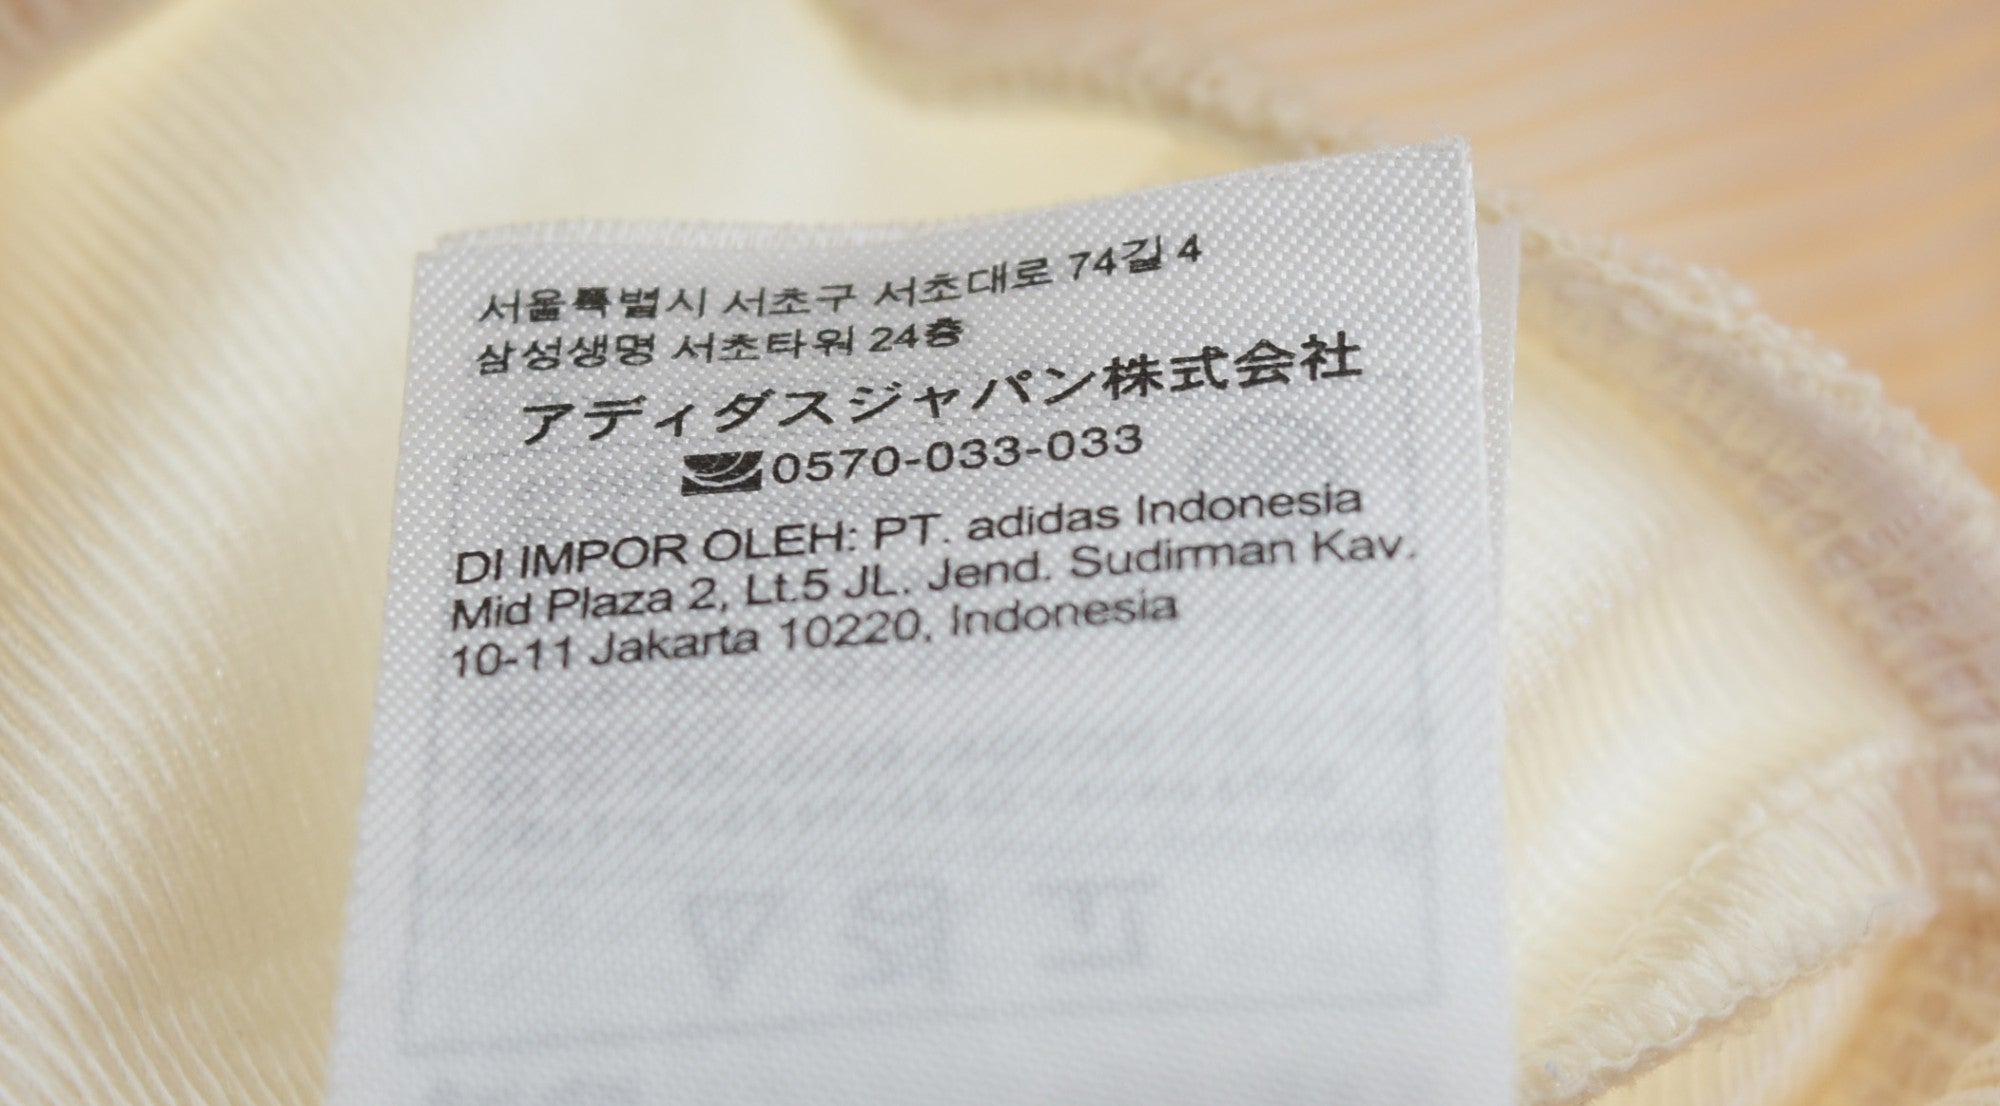 서울특별시 서초구 서초대로 74길 4
삼성생명 서초타워 24층
アディダスジャパン株式会社
0570-033-033
DI IMPOR OLEH: PT. adidas Indonesia
Mid Plaza 2, Lt.5 JL. Jend. Sudirman Kav.
10-11 Jakarta 10220, Indonesia